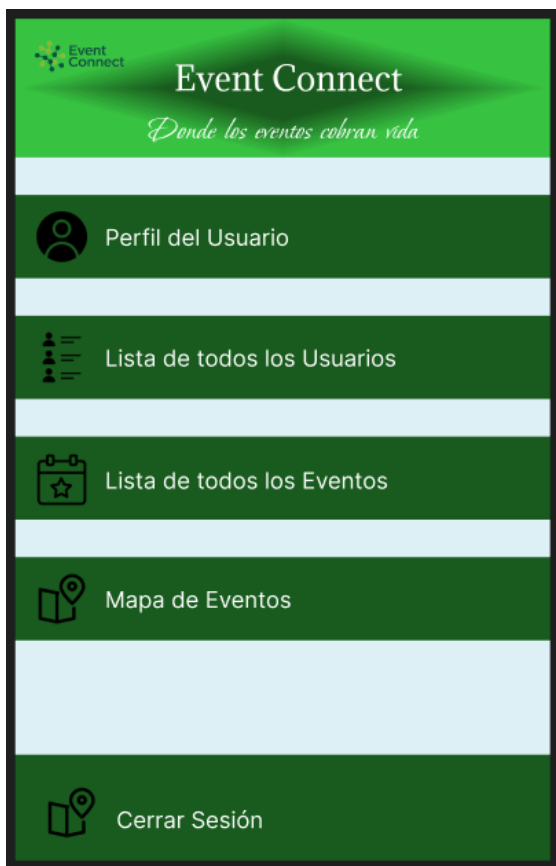 Event
Connect
Event Connect
Donde los eventos cobran vida
Perfil del Usuario
Lista de todos los Usuarios
Lista de todos los Eventos
Mapa de Eventos
Cerrar Sesión